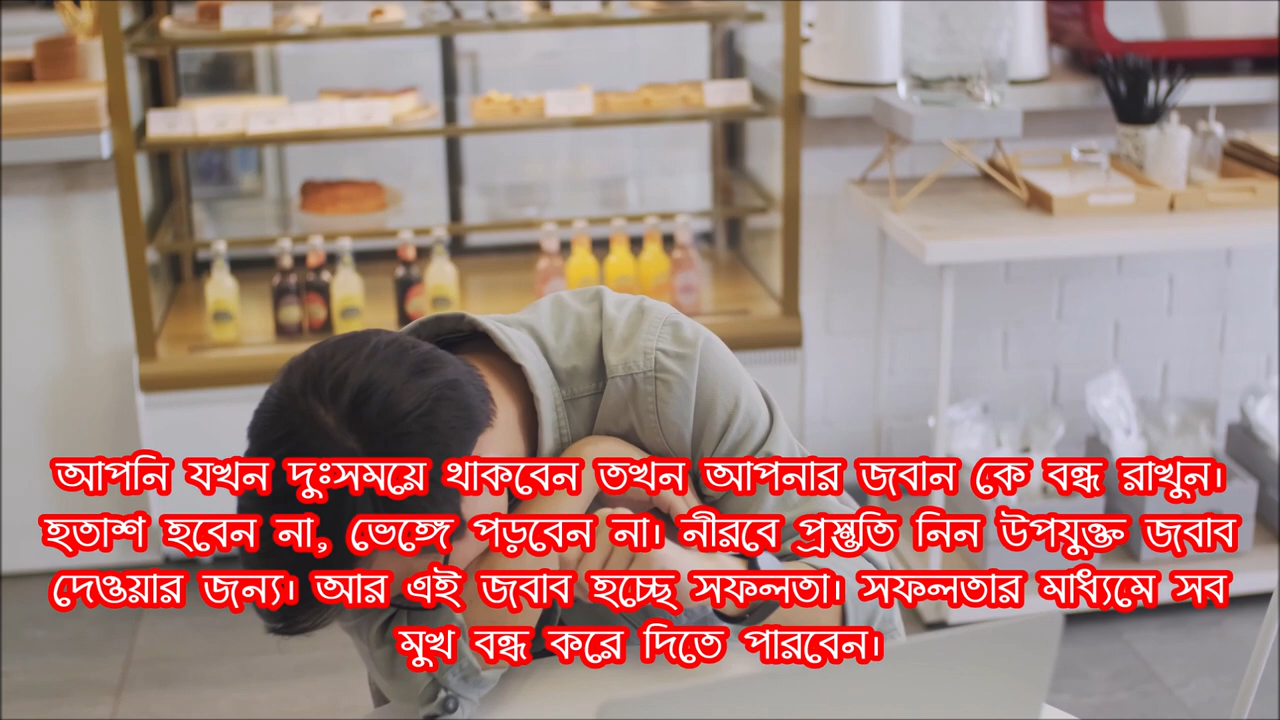 আপনি যখন দুঃসময়ে থাকবেন তখন আপনার জবান কে বন্ধ রাখুন।
হতাশ হবেন না, ভেঙ্গে পড়বেন না। নীরবে প্রস্তুতি নিন উপযুক্ত জবাব
দেওয়ার জন্য। আর এই জবাব হচ্ছে সফলতা। সফলতার মাধ্যমে সব
মুখ বন্ধ করে দিতে পারবেন।